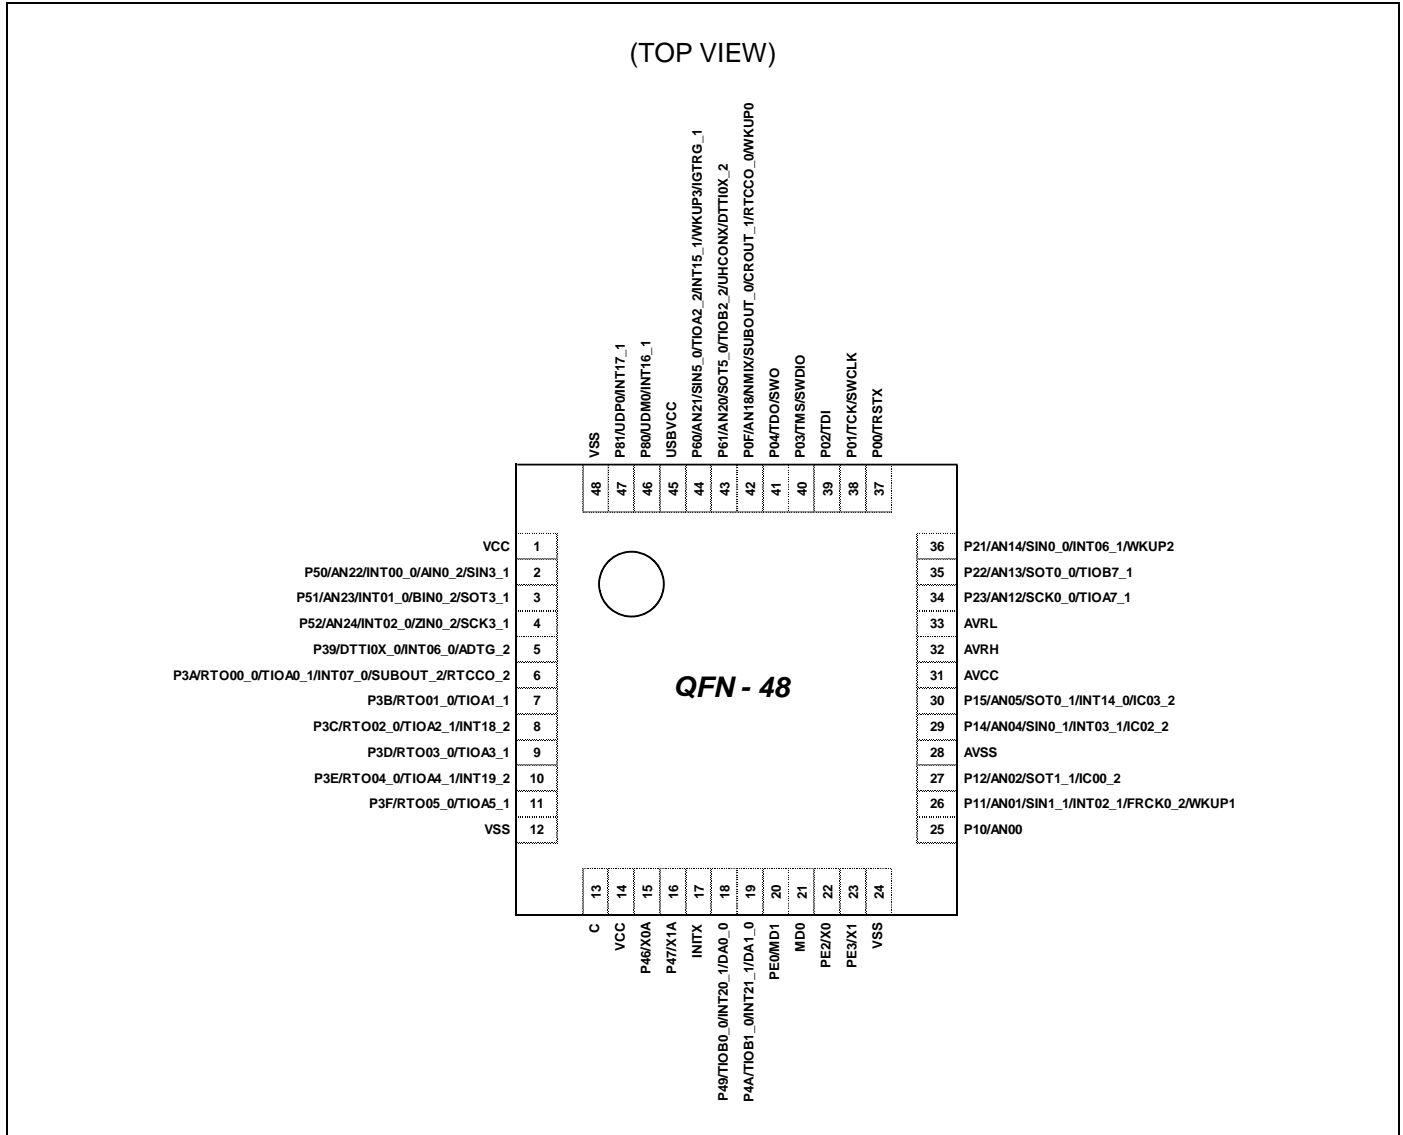 (TOP VIEW)
VSS
P81/UDP0/INT17_1
P80/UDM0/INT16_1
USBVCC
P60/AN21/SIN5_0/TIOA2_2/INT15_1/WKUP3/IGTRG_1
P61/AN20/SOT5_0/TIOB2_2/UHCONX/DTTI0X_2
P0F/AN18/NMIX/SUBOUT_0/CROUT_1/RTCCO_0/WKUP0
P04/TDO/SWO
P03/TMS/SWDIO
P02/TDI
P01/TCK/SWCLK
P00/TRSTX
48 47 46 45 44 43 42 41 40 39 38 37
VCC 1
P50/AN22/INT00_0/AIN0_2/SIN3_1 2
P51/AN23/INT01_0/BIN0_2/SOT3_1 3
P52/AN24/INT02_0/ZIN0_2/SCK3_1 4
P39/DTTI0X_0/INT06_0/ADTG_2 5
P3A/RTO00_0/TIOA0_1/INT07_0/SUBOUT_2/RTCCO_2 6
P3B/RTO01_0/TIOA1_1 7
P3C/RTO02_0/TIOA2_1/INT18_2 8
P3D/RTO03_0/TIOA3_1 9
P3E/RTO04_0/TIOA4_1/INT19_2 10
P3F/RTO05_0/TIOA5_1 11
VSS 12
QFN - 48
36 P21/AN14/SIN0_0/INT06_1/WKUP2
35 P22/AN13/SOT0_0/TIOB7_1
34 P23/AN12/SCK0_0/TIOA7_1
33 AVRL
32 AVRH
31 AVCC
30 P15/AN05/SOT0_1/INT14_0/IC03_2
29 P14/AN04/SIN0_1/INT03_1/IC02_2
28 AVSS
27 P12/AN02/SOT1_1/IC00_2
26 P11/AN01/SIN1_1/INT02_1/FRCK0_2/WKUP1
25 P10/AN00
13 14 15 16 17 18 19 20 21 22 23 24
C
VCC
P46/X0A
P47/X1A
INITX
P49/TIOB0_0/INT20_1/DA0_0
P4A/TIOB1_0/INT21_1/DA1_0
PE0/MD1
MD0
PE2/X0
PE3/X1
VSS